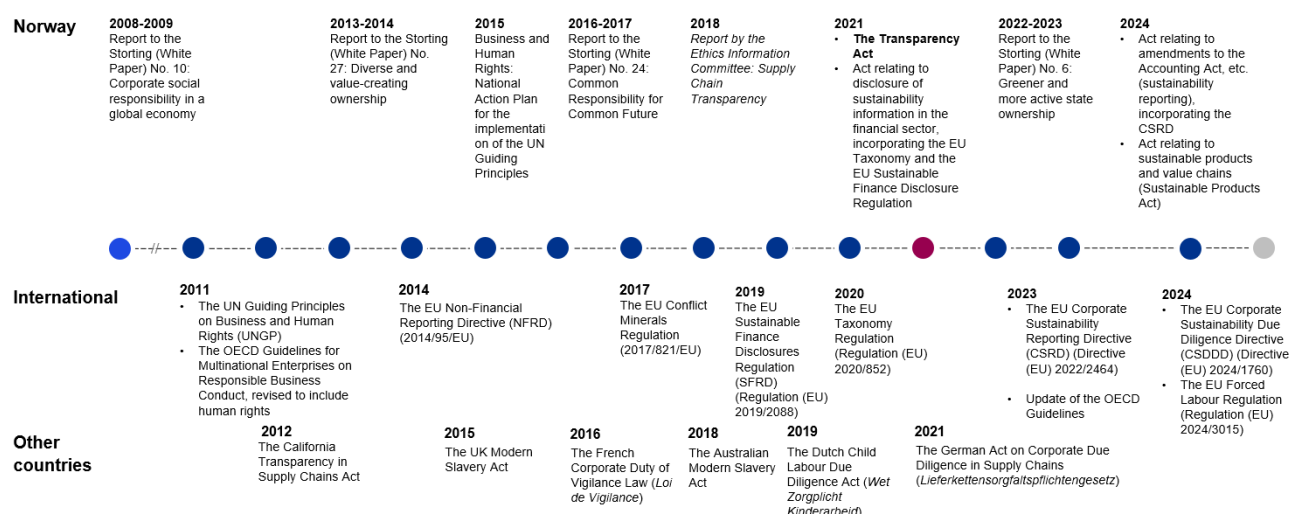 Norway
2008-2009
Report to the
Storting (White
Paper) No. 10:
Corporate social
responsibility in a
global economy
2013-2014
Report to the Storting
(White Paper) No.
27: Diverse and
value-creating
ownership
2015
Business and
Human
Rights:
National
Action Plan
for the
implementati
on of the UN
Guiding
Principles
2016-2017
Report to the
Storting (White
Paper) No. 24:
Common
Responsibility for
Common Future
2018
Report by the
Ethics Information
Committee: Supply
Chain
Transparency
2021
• The Transparency
Act
• Act relating to
disclosure of
sustainability
information in the
financial sector,
incorporating the EU
Taxonomy and the
EU Sustainable
Finance Disclosure
Regulation
2022-2023
Report to the
Storting (White
Paper) No. 6:
Greener and
more active state
ownership
2024
• Act relating to
amendments to the
Accounting Act, etc.
(sustainability
reporting),
incorporating the
CSRD
• Act relating to
sustainable products
and value chains
(Sustainable Products
Act)
//
International
2011
• The UN Guiding Principles
on Business and Human
Rights (UNGP)
• The OECD Guidelines for
Multinational Enterprises on
Responsible Business
Conduct, revised to include
human rights
2014
The EU Non-Financial
Reporting Directive (NFRD)
(2014/95/EU)
2017
The EU Conflict
Minerals
Regulation
(2017/821/EU)
2019
The EU
Sustainable
Finance
Disclosures
Regulation
(SFRD)
(Regulation (EU)
2019/2088)
2020
The EU
Taxonomy
Regulation
(Regulation (EU)
2020/852)
2023
• The EU Corporate
Sustainability
Reporting Directive
(CSRD) (Directive
(EU) 2022/2464)
• Update of the OECD
Guidelines
2024
• The EU Corporate
Sustainability Due
Diligence Directive
(CSDDD) (Directive
(EU) 2024/1760)
• The EU Forced
Labour Regulation
(Regulation (EU)
2024/3015)
Other
countries
2012
The California
Transparency in
Supply Chains Act
2015
The UK Modern
Slavery Act
2016
The French
Corporate Duty of
Vigilance Law (Loi
de Vigilance)
2018
The Australian
Modern Slavery
Act
2019
The Dutch Child
Labour Due
Diligence Act (Wet
Zorgplicht
Kinderarbeid)
2021
The German Act on Corporate Due
Diligence in Supply Chains
(Lieferkettensorgfaltspflichtengesetz)